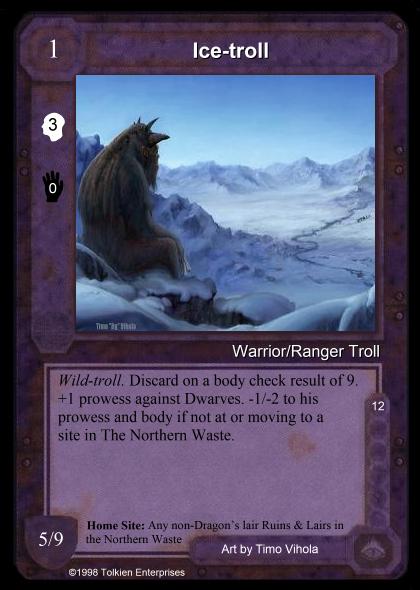 1
Ice-troll
3
0
Timo "Jig" Vihola
Warrior/Ranger Troll
Wild-troll. Discard on a body check result of 9.
+1 prowess against Dwarves. -1/-2 to his
prowess and body if not at or moving to a
site in The Northern Waste.
12
Home Site: Any non-Dragon's lair Ruins & Lairs in
the Northern Waste
5/9
Art by Timo Vihola
©1998 Tolkien Enterprises